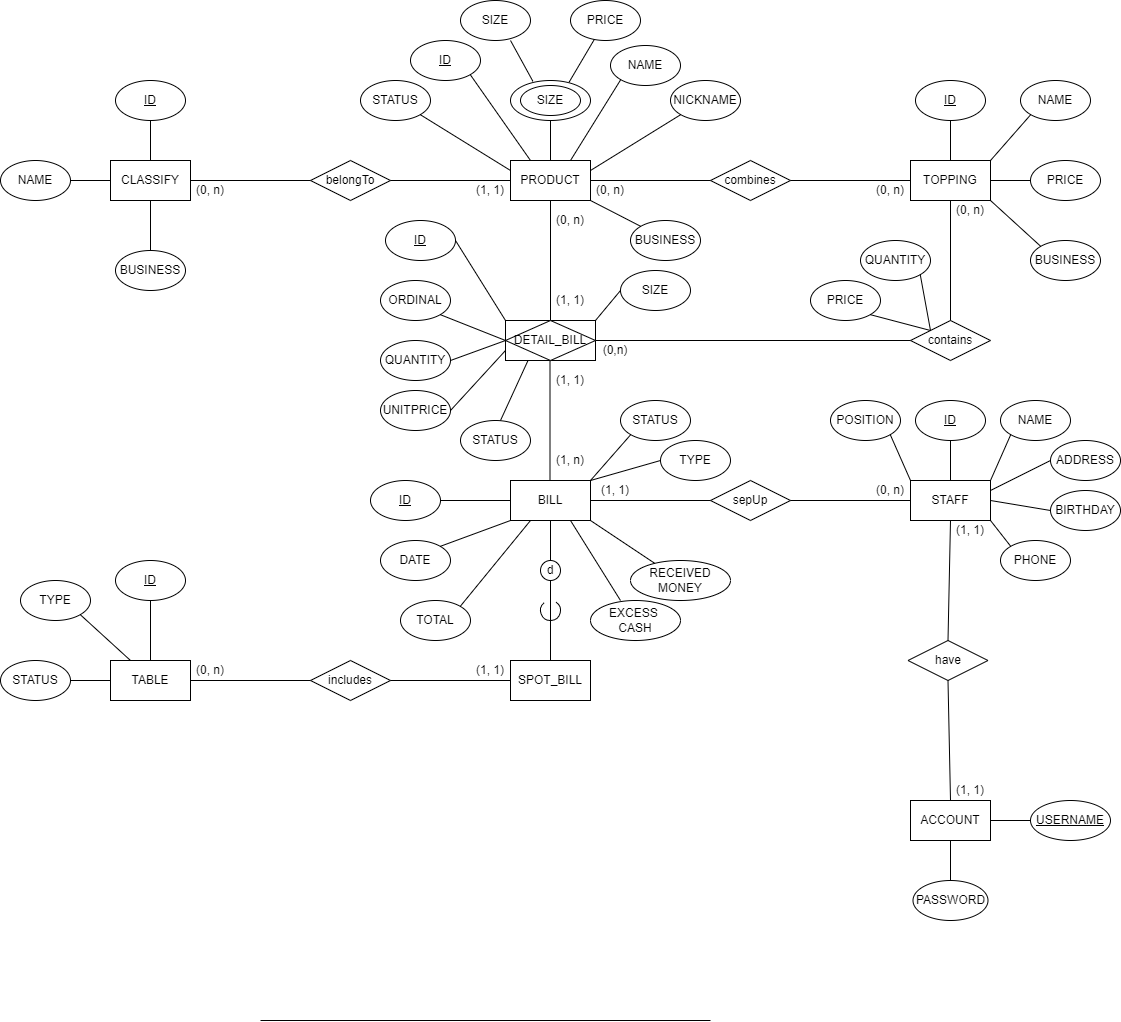 SIZE
PRICE
ID
NAME
STATUS
SIZE
NICKNAME
ID
ID
NAME
NAME
CLASSIFY
(0, n)
belongTo
(1, 1)
PRODUCT
(0, n)
combines
(0, n)
TOPPING
PRICE
(0, n)
(0, n)
BUSINESS
ID
BUSINESS
QUANTITY
BUSINESS
ORDINAL
(1, 1)
SIZE
PRICE
DETAIL_BILL
(0,n)
contains
QUANTITY
(1, 1)
UNITPRICE
STATUS
(1, n)
STATUS
TYPE
POSITION
ID
NAME
ADDRESS
ID
BILL
(1, 1)
sepUp
(0, n)
STAFF
BIRTHDAY
(1, 1)
DATE
d
RECEIVED
MONEY
PHONE
TYPE
ID
TOTAL
EXCESS
CASH
STATUS
TABLE
(0, n)
includes
(1, 1)
SPOT_BILL
have
(1, 1)
ACCOUNT
USERNAME
PASSWORD